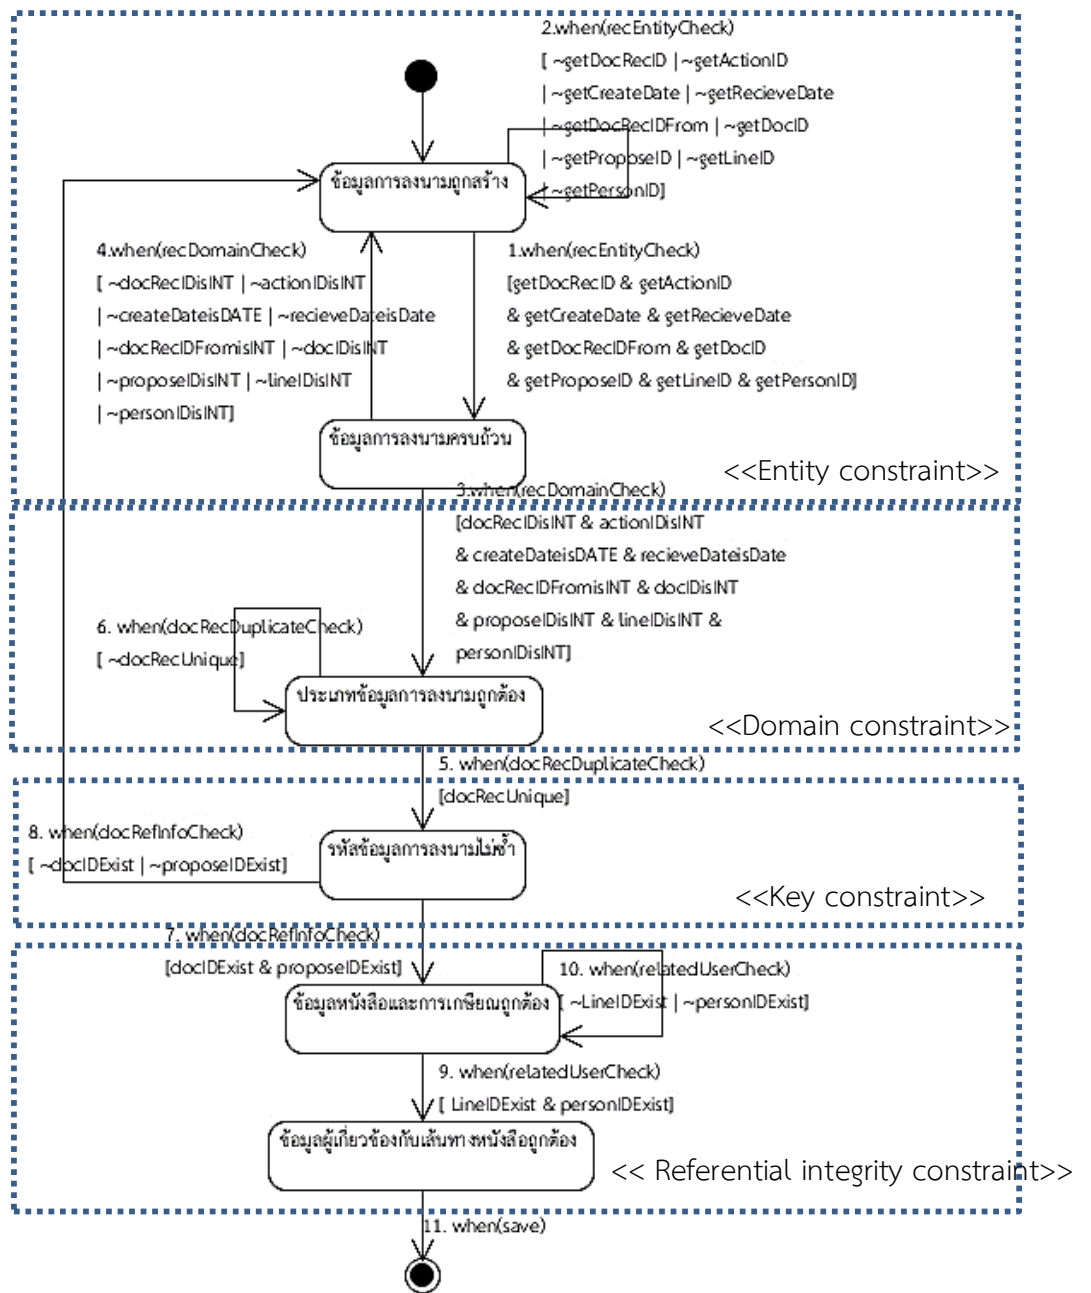 2.when(recEntityCheck)
[ ~getDocRecID | ~getActionID
| ~getCreateDate | ~getRecieveDate
| ~getDocRecIDFrom | ~getDocID
| ~getProposeID | ~getLineID
| ~getPersonID]
ข้อมูลการลงนามถูกสร้าง
4.when(recDomainCheck)
[ ~docRecIDisINT | ~actionIDisINT
| ~createDateisDATE | ~recieveDateisDate
| ~docRecIDFromisINT | ~docIDisINT
| ~proposeIDisINT | ~lineIDisINT
| ~personIDisINT]
1.when(recEntityCheck)
[getDocRecID & getActionID
& getCreateDate & getRecieveDate
& getDocRecIDFrom & getDocID
& getProposeID & getLineID & getPersonID]
ข้อมูลการลงนามครบถ้วน
<<Entity constraint>>
3.when(recDomainCheck)
[docRecIDisINT & actionIDisINT
& createDateisDATE & recieveDateisDate
& docRecIDFromisINT & docIDisINT
& proposeIDisINT & lineIDisINT &
personIDisINT]
6. when(docRecDuplicateCheck)
[ ~docRecUnique]
ประเภทข้อมูลการลงนามถูกต้อง
<<Domain constraint>>
5. when(docRecDuplicateCheck)
[docRecUnique]
8. when(docRefInfoCheck)
[ ~docIDExist | ~proposeIDExist]
รหัสข้อมูลการลงนามไม่ซ้ำ
<<Key constraint>>
7. when(docRefInfoCheck)
[docIDExist & proposeIDExist]
10. when(relatedUserCheck)
[ ~LineIDExist | ~personIDExist]
ข้อมูลหนังสือและการเกษียณถูกต้อง
9. when(relatedUserCheck)
[ LineIDExist & personIDExist]
ข้อมูลผู้เกี่ยวข้องกับเส้นทางหนังสือถูกต้อง
<< Referential integrity constraint>>
11. when(save)